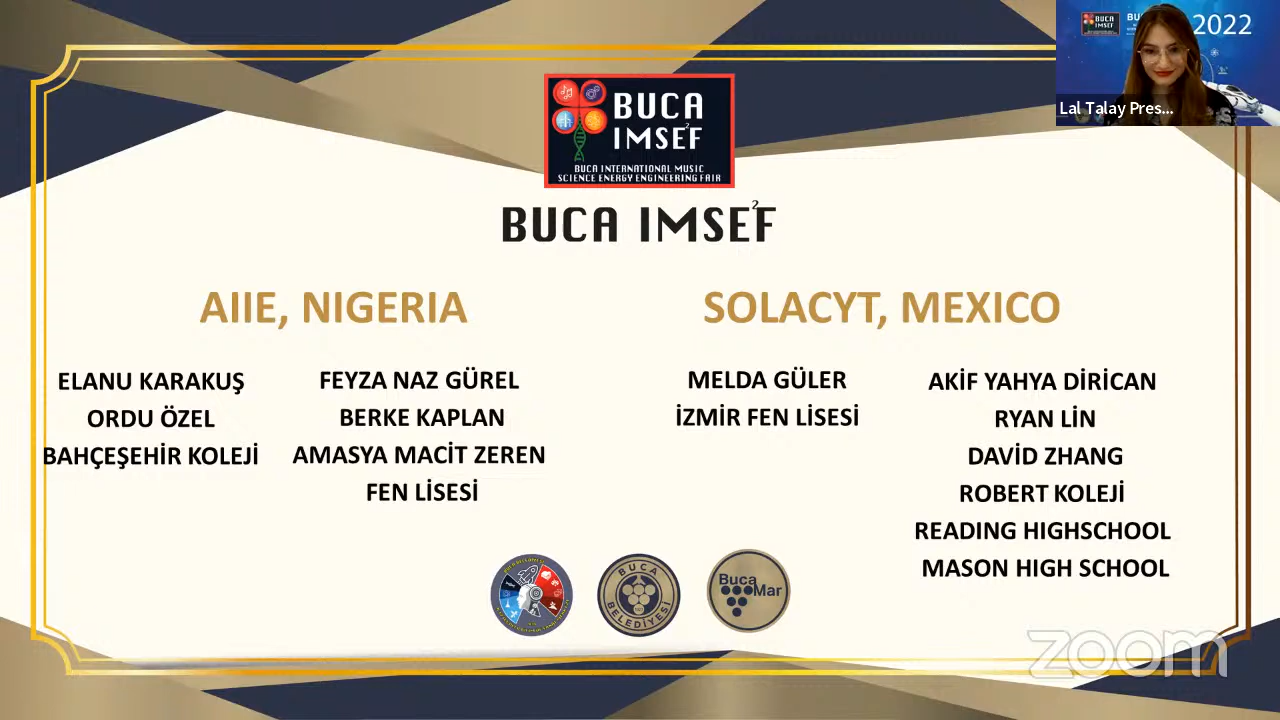 BUCA
IMSE²F
BUCA INTERNATIONAL MUSIC
SCIENCE ENERGY ENGINEERING FAIR
2022
Lal Talay Pres...
BUCA IMSE²F
AIIE, NIGERIA
ELANU KARAKUŞ
ORDU ÖZEL
BAHÇEŞEHİR KOLEJİ
FEYZA NAZ GÜREL
BERKE KAPLAN
AMASYA MACİT ZEREN
FEN LİSESİ
SOLACYT, MEXICO
MELDA GÜLER
İZMİR FEN LİSESİ
AKİF YAHYA DİRİCAN
RYAN LİN
DAVİD ZHANG
ROBERT KOLEJİ
READING HIGHSCHOOL
MASON HIGH SCHOOL
BUCA
BELEDİYESİ
Buca
Mar
zoom